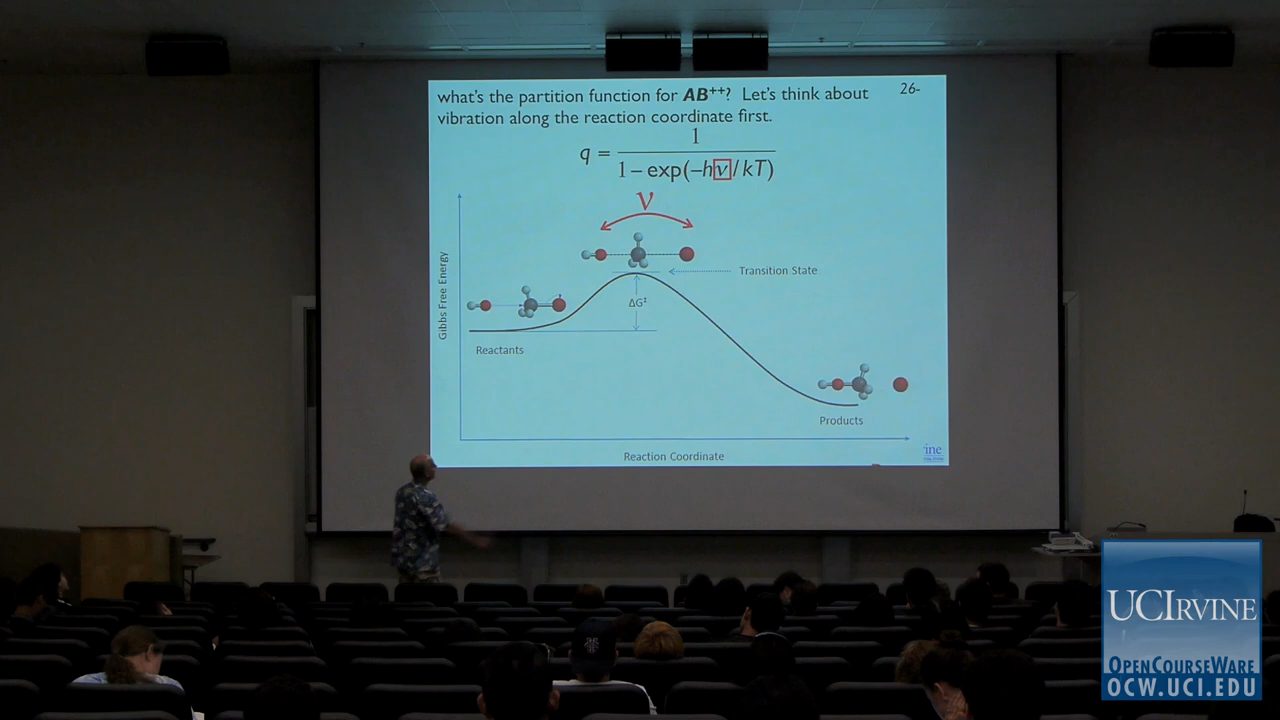 what's the partition function for AB⁺⁺? Let's think about
26-
vibration along the reaction coordinate first.
q = 1 / 1 – exp(–hν / kT)
ν
Transition State
ΔG‡
Gibbs Free Energy
Reactants
Products
Reaction Coordinate
ine
UCIRVINE
OPENCOURSEWARE
OCW.UCI.EDU